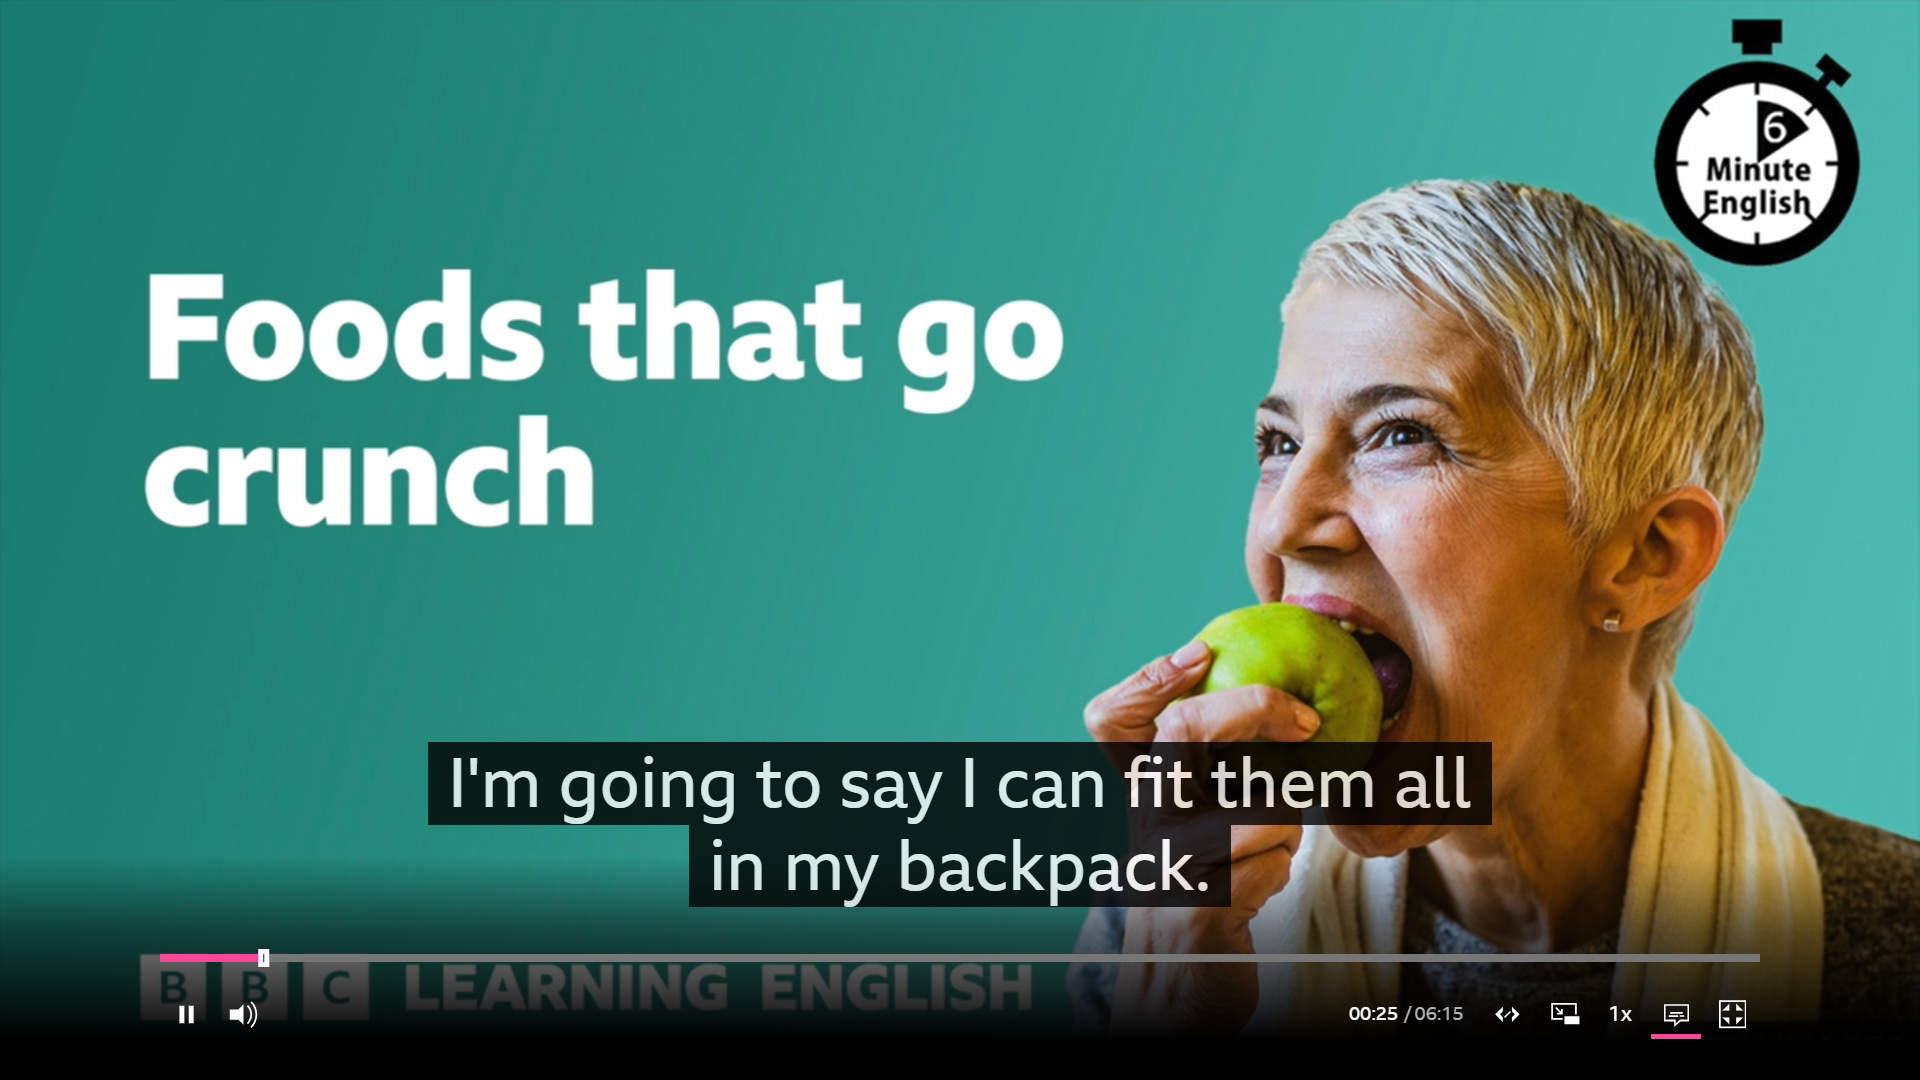 6
Minute
English
Foods that go
crunch
I'm going to say I can fit them all
in my backpack.
BBC LEARNING ENGLISH
00:25 / 06:15
1x